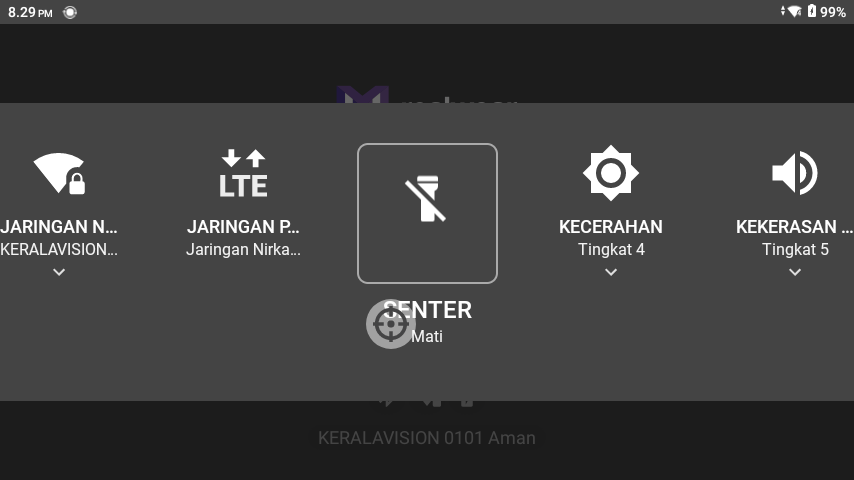 8.29 PM
99%
JARINGAN N...
KERALAVISION...
LTE
JARINGAN P...
Jaringan Nirka...
SENTER
Mati
KECERAHAN
Tingkat 4
KEKERASAN ...
Tingkat 5
KERALAVISION 0101 Aman